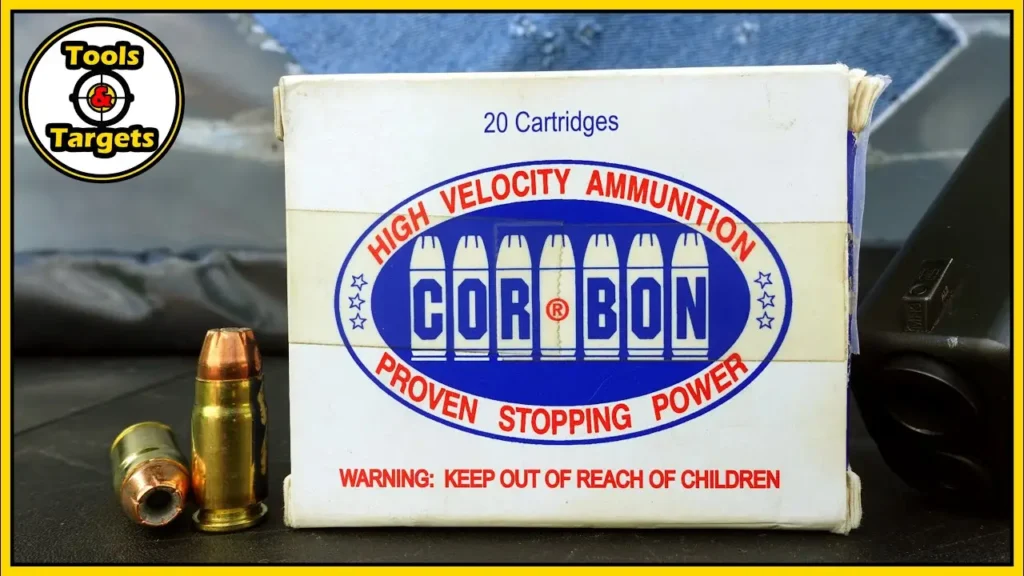 Tools
&
Targets
20 Cartridges
HIGH VELOCITY AMMUNITION
COR®BON
PROVEN STOPPING POWER
WARNING: KEEP OUT OF REACH OF CHILDREN